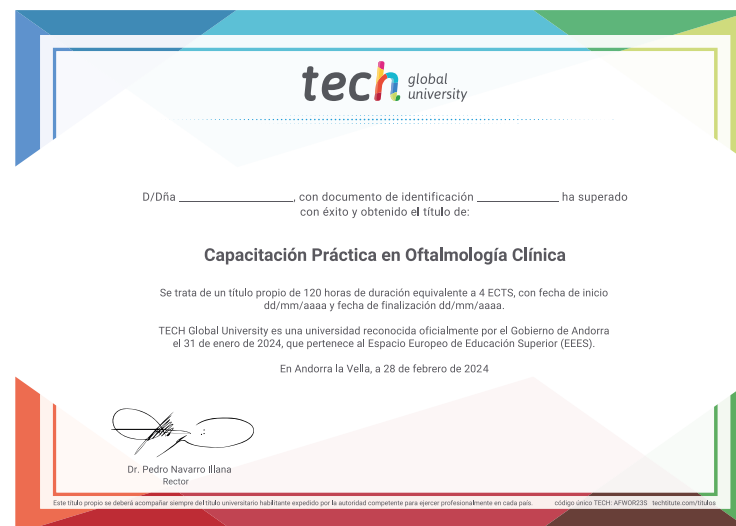 tech global university
D/Dña ____________________, con documento de identificación ______________ ha superado
con éxito y obtenido el título de:
Capacitación Práctica en Oftalmología Clínica
Se trata de un título propio de 120 horas de duración equivalente a 4 ECTS, con fecha de inicio
dd/mm/aaaa y fecha de finalización dd/mm/aaaa.
TECH Global University es una universidad reconocida oficialmente por el Gobierno de Andorra
el 31 de enero de 2024, que pertenece al Espacio Europeo de Educación Superior (EEES).
En Andorra la Vella, a 28 de febrero de 2024
Dr. Pedro Navarro Illana
Rector
Este título propio se deberá acompañar siempre del título universitario habilitante expedido por la autoridad competente para ejercer profesionalmente en cada país. código único TECH: AFWOR23S techtitute.com/titulos